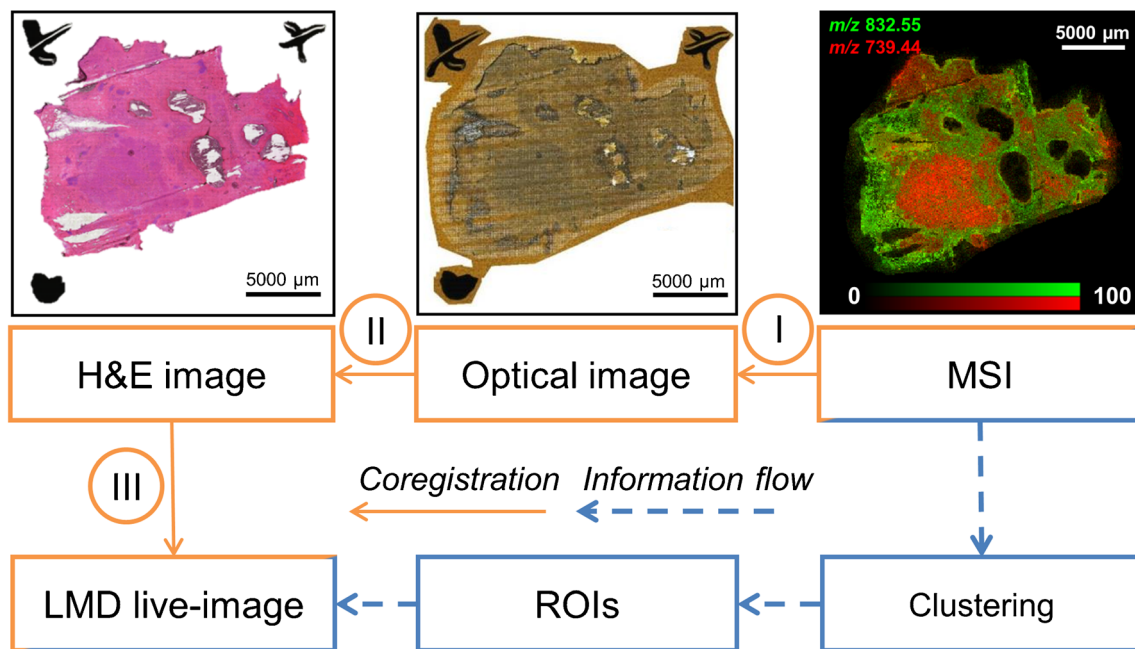 m/z 832.55
m/z 739.44
5000 µm
5000 µm
5000 µm
0
100
II
I
H&E image
Optical image
MSI
III
Coregistration
Information flow
LMD live-image
ROIs
Clustering